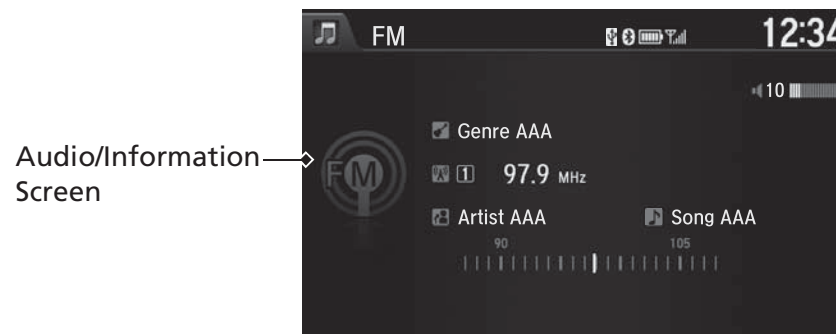 FM 12:34
10
Audio/Information
Screen
FM
Genre AAA
1 97.9 MHz
Artist AAA Song AAA
90 105